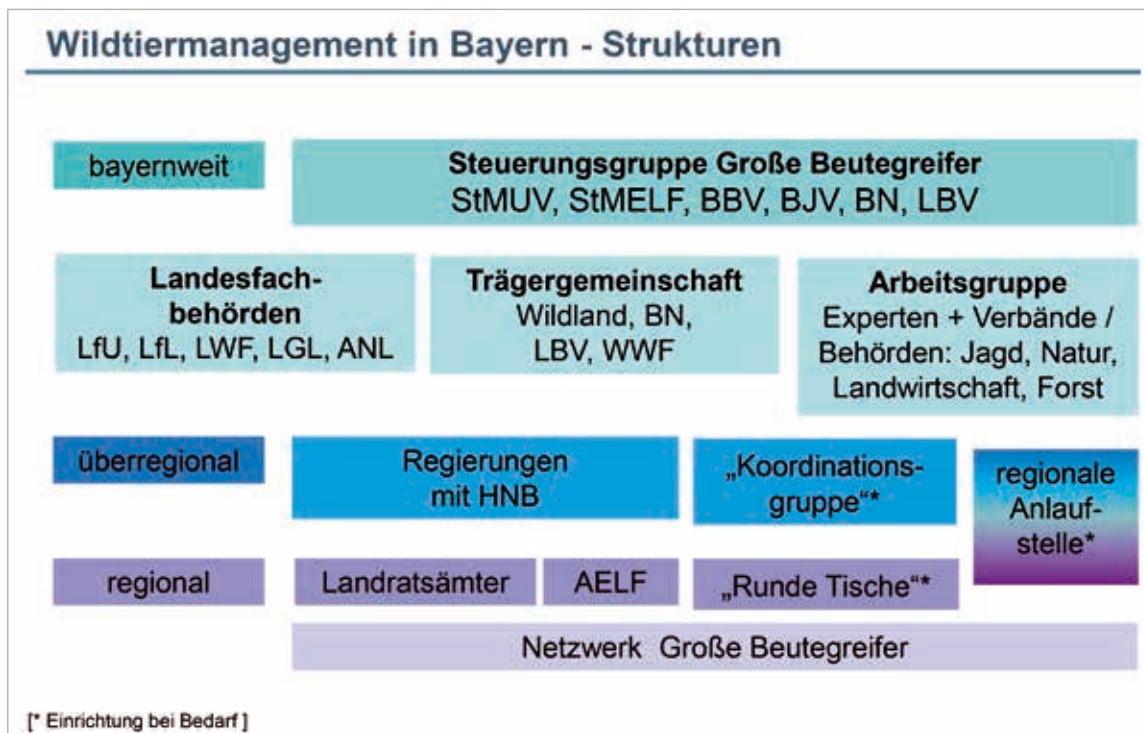 Wildtiermanagement in Bayern - Strukturen
bayernweit
Steuerungsgruppe Große Beutegreifer
StMUV, StMELF, BBV, BJV, BN, LBV
Landesfach-
behörden
LfU, LfL, LWF, LGL, ANL
Trägergemeinschaft
Wildland, BN,
LBV, WWF
Arbeitsgruppe
Experten + Verbände /
Behörden: Jagd, Natur,
Landwirtschaft, Forst
überregional
Regierungen
mit HNB
„Koordinations-
gruppe“*
regionale
Anlauf-
stelle*
regional
Landratsämter
AELF
„Runde Tische“*
Netzwerk Große Beutegreifer
[* Einrichtung bei Bedarf ]